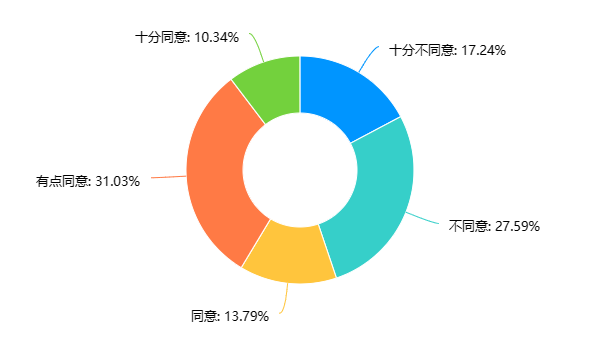 十分同意: 10.34%
十分不同意: 17.24%
有点同意: 31.03%
不同意: 27.59%
同意: 13.79%